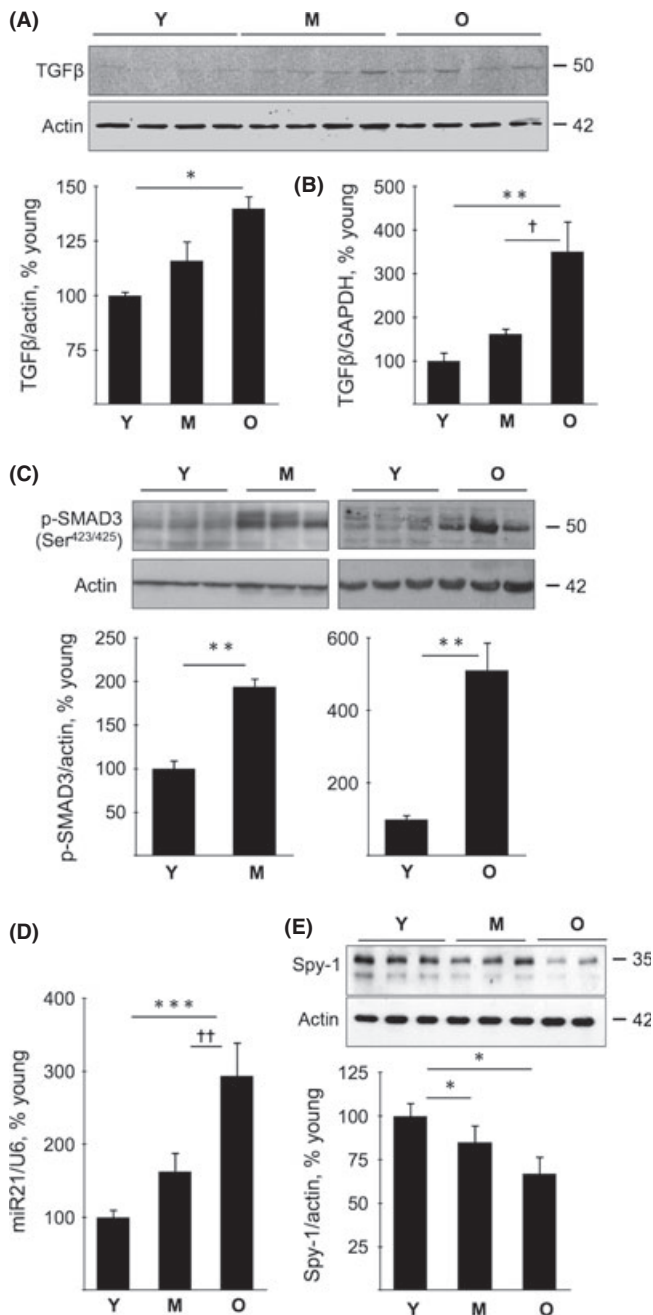 (A)
Y M O
TGFβ
50
Actin
42
TGFβ/actin, % young
150
125
100
75
*
Y M O
(B)
TGFβ/GAPDH, % young
500
400
300
200
100
**
†
Y M O
(C)
Y M Y O
p-SMAD3
(Ser423/425)
50
Actin
42
p-SMAD3/actin, % young
250
200
150
100
50
**
Y M
600
400
200
**
Y O
(D)
miR21/U6, % young
400
300
200
100
***
††
Y M O
(E)
Y M O
Spy-1
35
Actin
42
Spy-1/actin, % young
125
100
75
50
25
*
*
Y M O